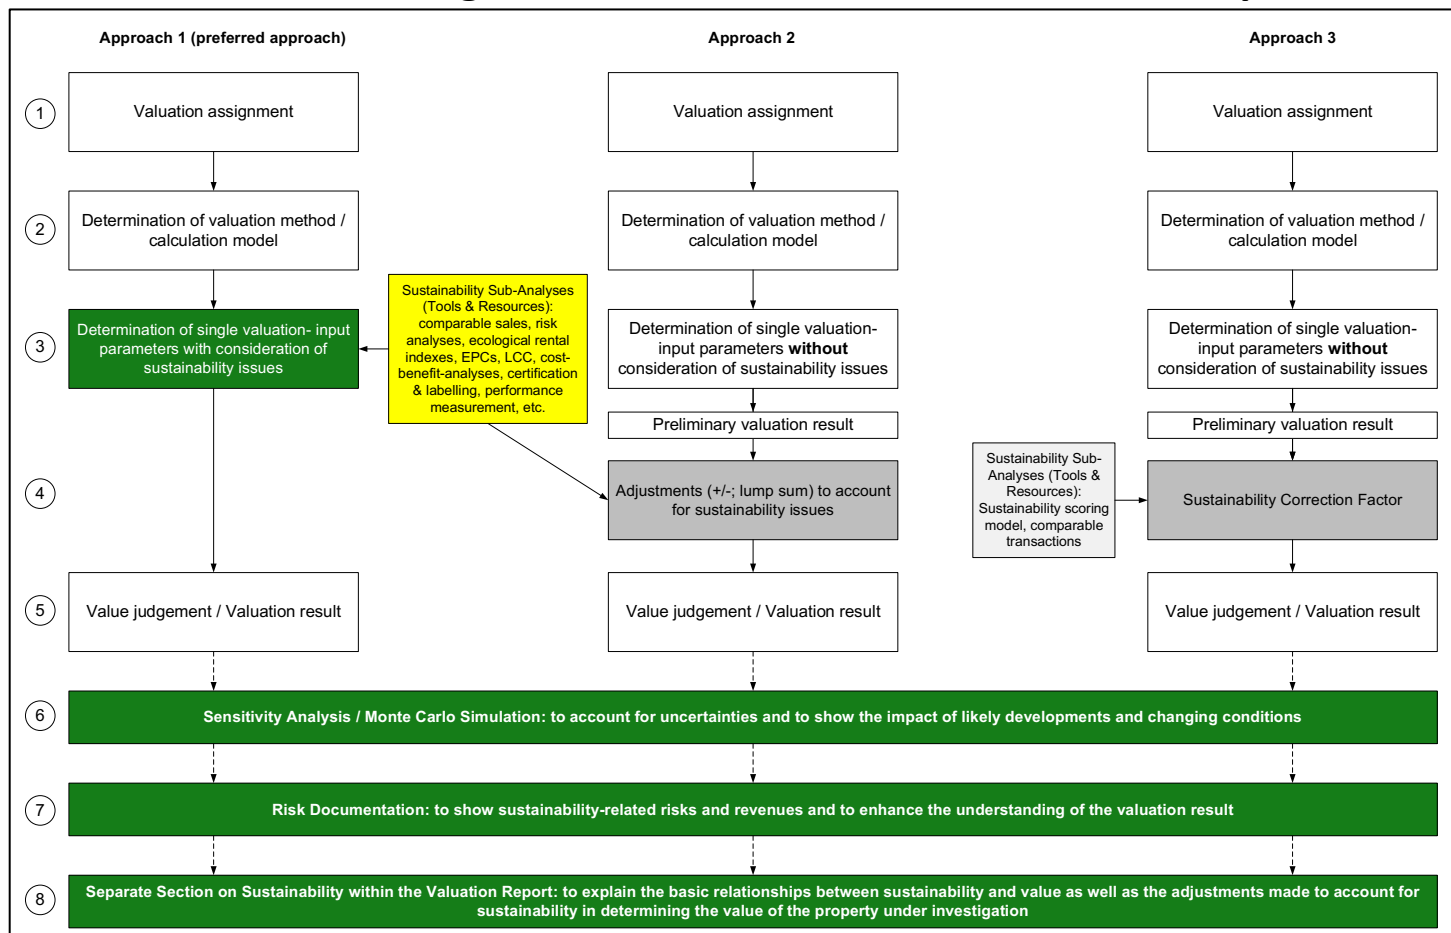 Approach 1 (preferred approach)
Approach 2
Approach 3
1
Valuation assignment
Valuation assignment
Valuation assignment
2
Determination of valuation method /
calculation model
Determination of valuation method /
calculation model
Determination of valuation method /
calculation model
Sustainability Sub-Analyses
(Tools & Resources):
comparable sales, risk
analyses, ecological rental
indexes, EPCs, LCC, cost-
benefit-analyses, certification
& labelling, performance
measurement, etc.
3
Determination of single valuation- input
parameters with consideration of
sustainability issues
Determination of single valuation-
input parameters without
consideration of sustainability issues
Determination of single valuation-
input parameters without
consideration of sustainability issues
Preliminary valuation result
Preliminary valuation result
4
Adjustments (+/-; lump sum) to account
for sustainability issues
Sustainability Sub-
Analyses (Tools &
Resources):
Sustainability scoring
model, comparable
transactions
Sustainability Correction Factor
5
Value judgement / Valuation result
Value judgement / Valuation result
Value judgement / Valuation result
6
Sensitivity Analysis / Monte Carlo Simulation: to account for uncertainties and to show the impact of likely developments and changing conditions
7
Risk Documentation: to show sustainability-related risks and revenues and to enhance the understanding of the valuation result
8
Separate Section on Sustainability within the Valuation Report: to explain the basic relationships between sustainability and value as well as the adjustments made to account for
sustainability in determining the value of the property under investigation